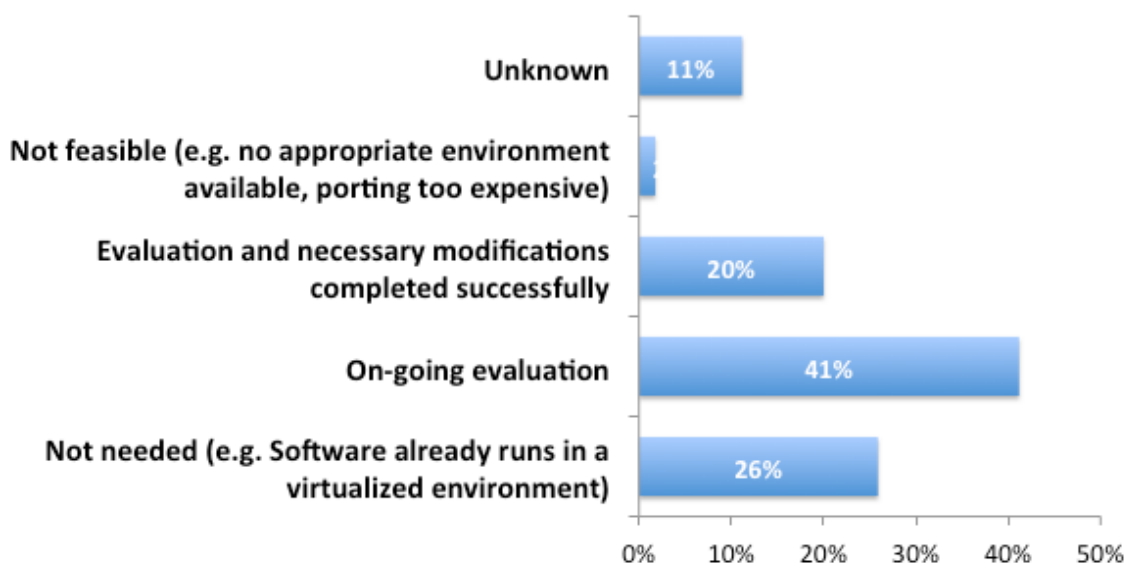 Unknown
11%
Not feasible (e.g. no appropriate environment
available, porting too expensive)
Evaluation and necessary modifications
completed successfully
20%
On-going evaluation
41%
Not needed (e.g. Software already runs in a
virtualized environment)
26%
0% 10% 20% 30% 40% 50%